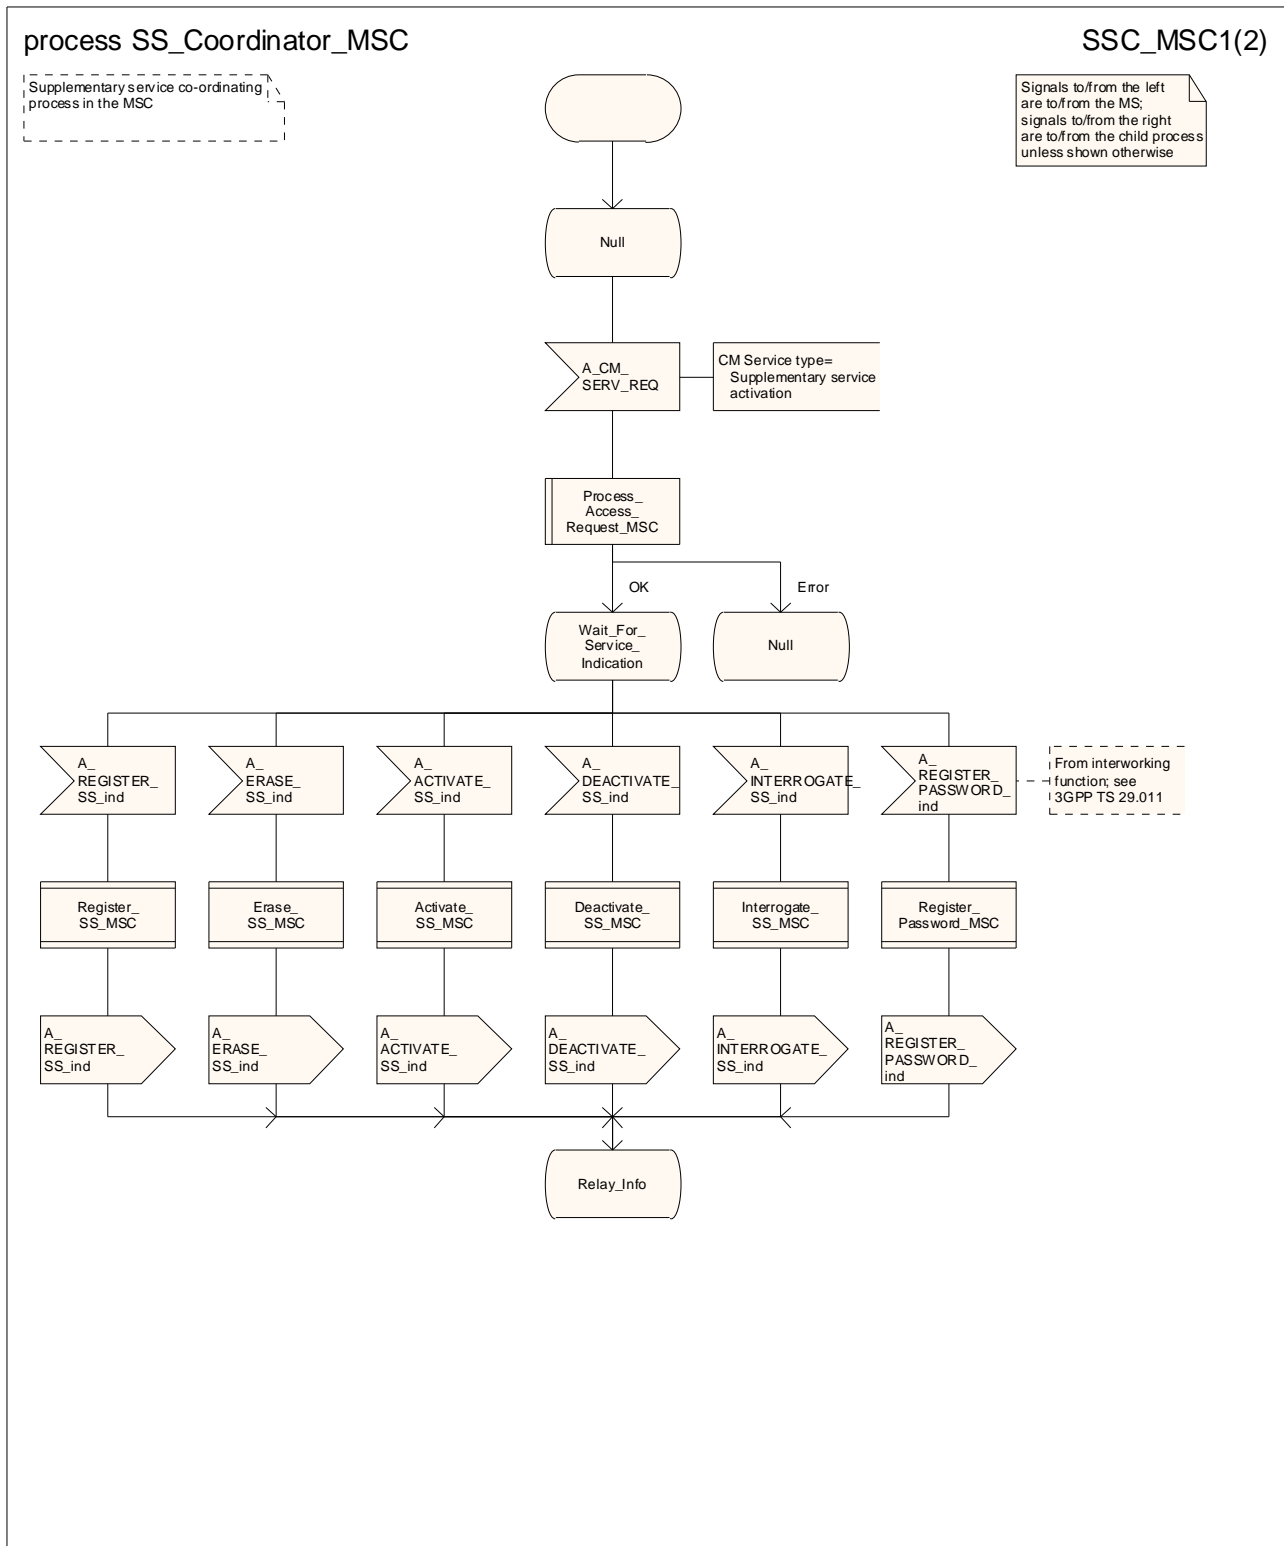 process SS_Coordinator_MSC
SSC_MSC1(2)
Supplementary service co-ordinating
process in the MSC
Signals to/from the left
are to/from the MS;
signals to/from the right
are to/from the child process
unless shown otherwise
Null
A_CM_
SERV_REQ
CM Service type=
Supplementary service
activation
Process_
Access_
Request_MSC
OK
Error
Wait_For_
Service_
Indication
Null
A_
REGISTER_
SS_ind
A_
ERASE_
SS_ind
A_
ACTIVATE_
SS_ind
A_
DEACTIVATE_
SS_ind
A_
INTERROGATE_
SS_ind
A_
REGISTER_
PASSWORD_
ind
From interworking
function; see
3GPP TS 29.011
Register_
SS_MSC
Erase_
SS_MSC
Activate_
SS_MSC
Deactivate_
SS_MSC
Interrogate_
SS_MSC
Register_
Password_MSC
A_
REGISTER_
SS_ind
A_
ERASE_
SS_ind
A_
ACTIVATE_
SS_ind
A_
DEACTIVATE_
SS_ind
A_
INTERROGATE_
SS_ind
A_
REGISTER_
PASSWORD_
ind
Relay_Info